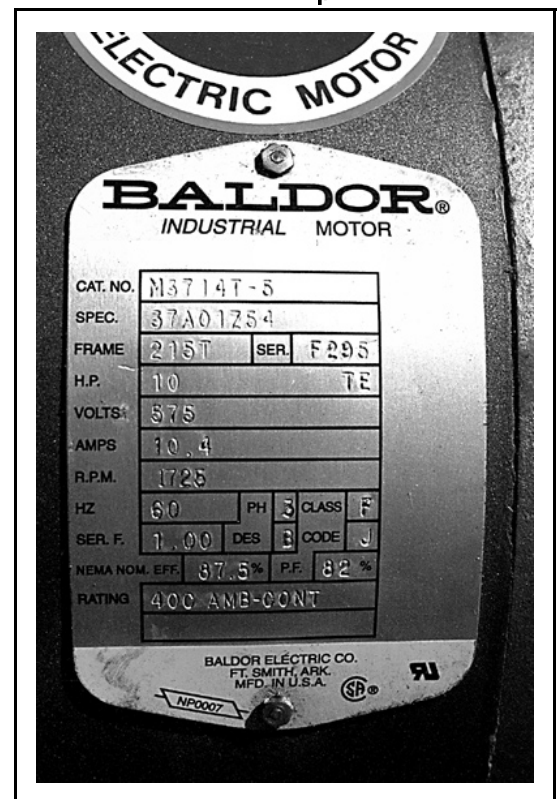 ELECTRIC MOTOR
BALDOR®
INDUSTRIAL MOTOR
CAT. NO. M3714T-5
SPEC. 37A01Z54
FRAME 215T SER. F295
H.P. 10 TE
VOLTS 575
AMPS 10.4
R.P.M. 1725
HZ 60 PH 3 CLASS F
SER. F. 1.00 DES B CODE J
NEMA NOM. EFF. 87.5% P.F. 82 %
RATING 40C AMB-CONT
BALDOR ELECTRIC CO.
FT. SMITH, ARK.
MFD. IN U.S.A.
NP0007